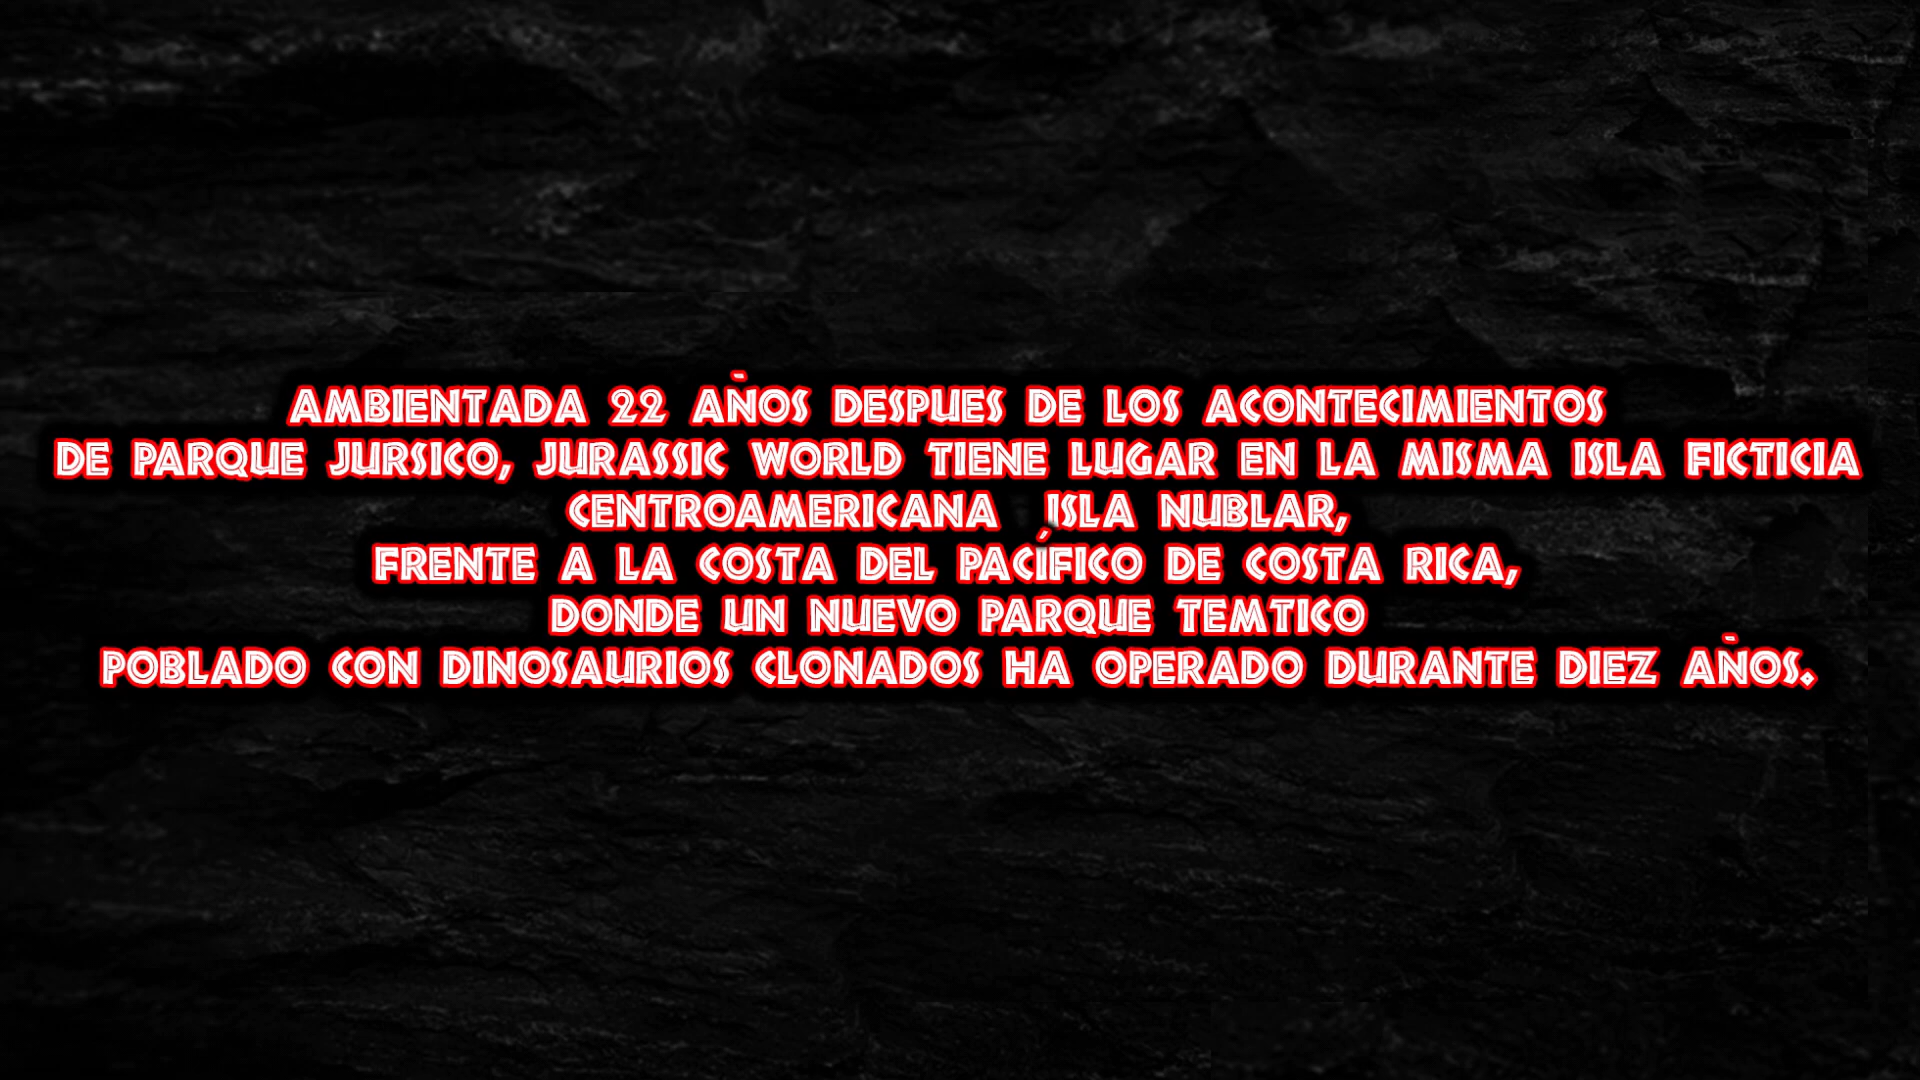 AMBIENTADA 22 AÑOS DESPUES DE LOS ACONTECIMIENTOS
DE PARQUE JURSICO, JURASSIC WORLD TIENE LUGAR EN LA MISMA ISLA FICTICIA
CENTROAMERICANA ISLA NUBLAR,
FRENTE A LA COSTA DEL PACÍFICO DE COSTA RICA,
DONDE UN NUEVO PARQUE TEMTICO
POBLADO CON DINOSAURIOS CLONADOS HA OPERADO DURANTE DIEZ AÑOS.